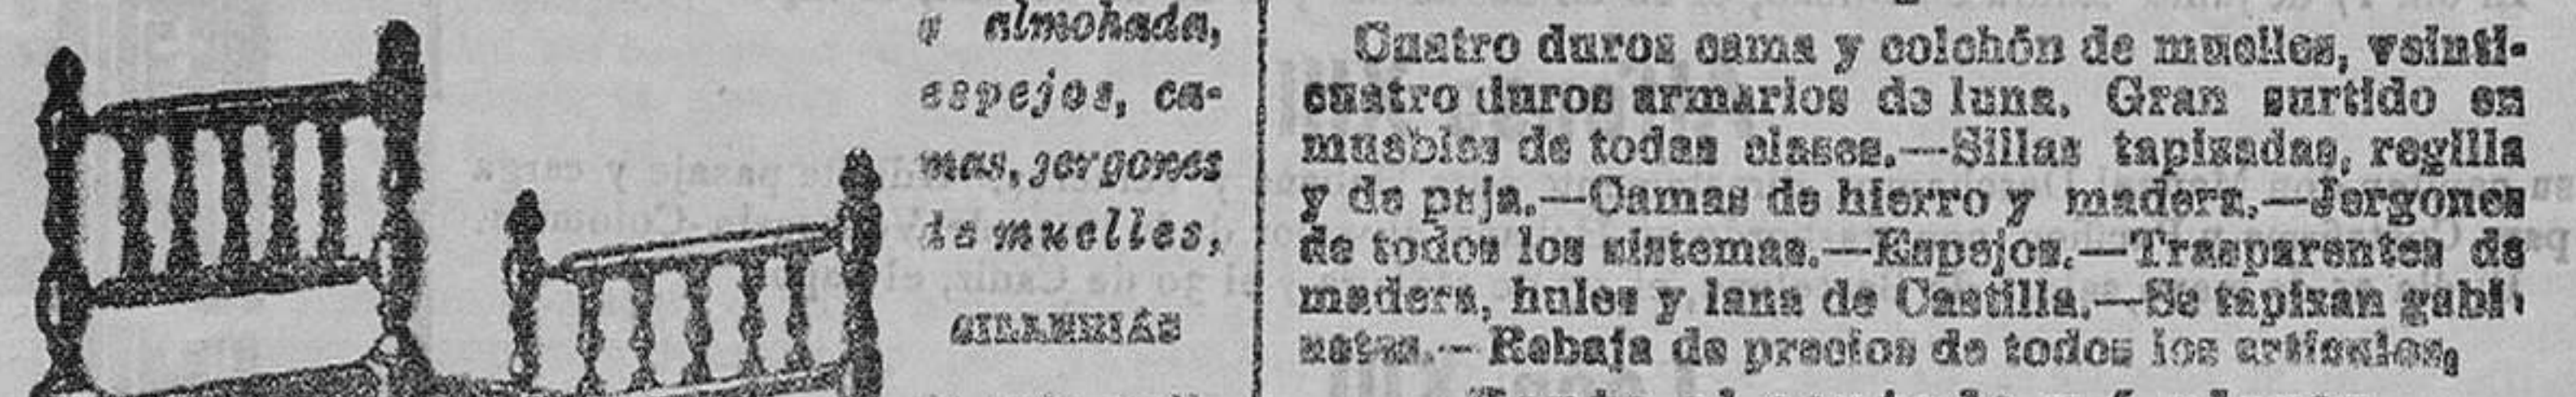 y almohada,
espejos, ca-
mas, jergones
de muelles,
SILLERIAS
Cuatro duros cama y colchón de muelles, veinti-
cuatro duros armarios de luna. Gran surtido en
muebles de todas clases.—Sillas tapizadas, regilla
y de paja.—Camas de hierro y madera.—Jergones
de todos los sistemas.—Espejos.—Trasparentes de
madera, hules y lana de Castilla.—Se tapizan gabi-
netes.—Rebaja de precios de todos los artículos,